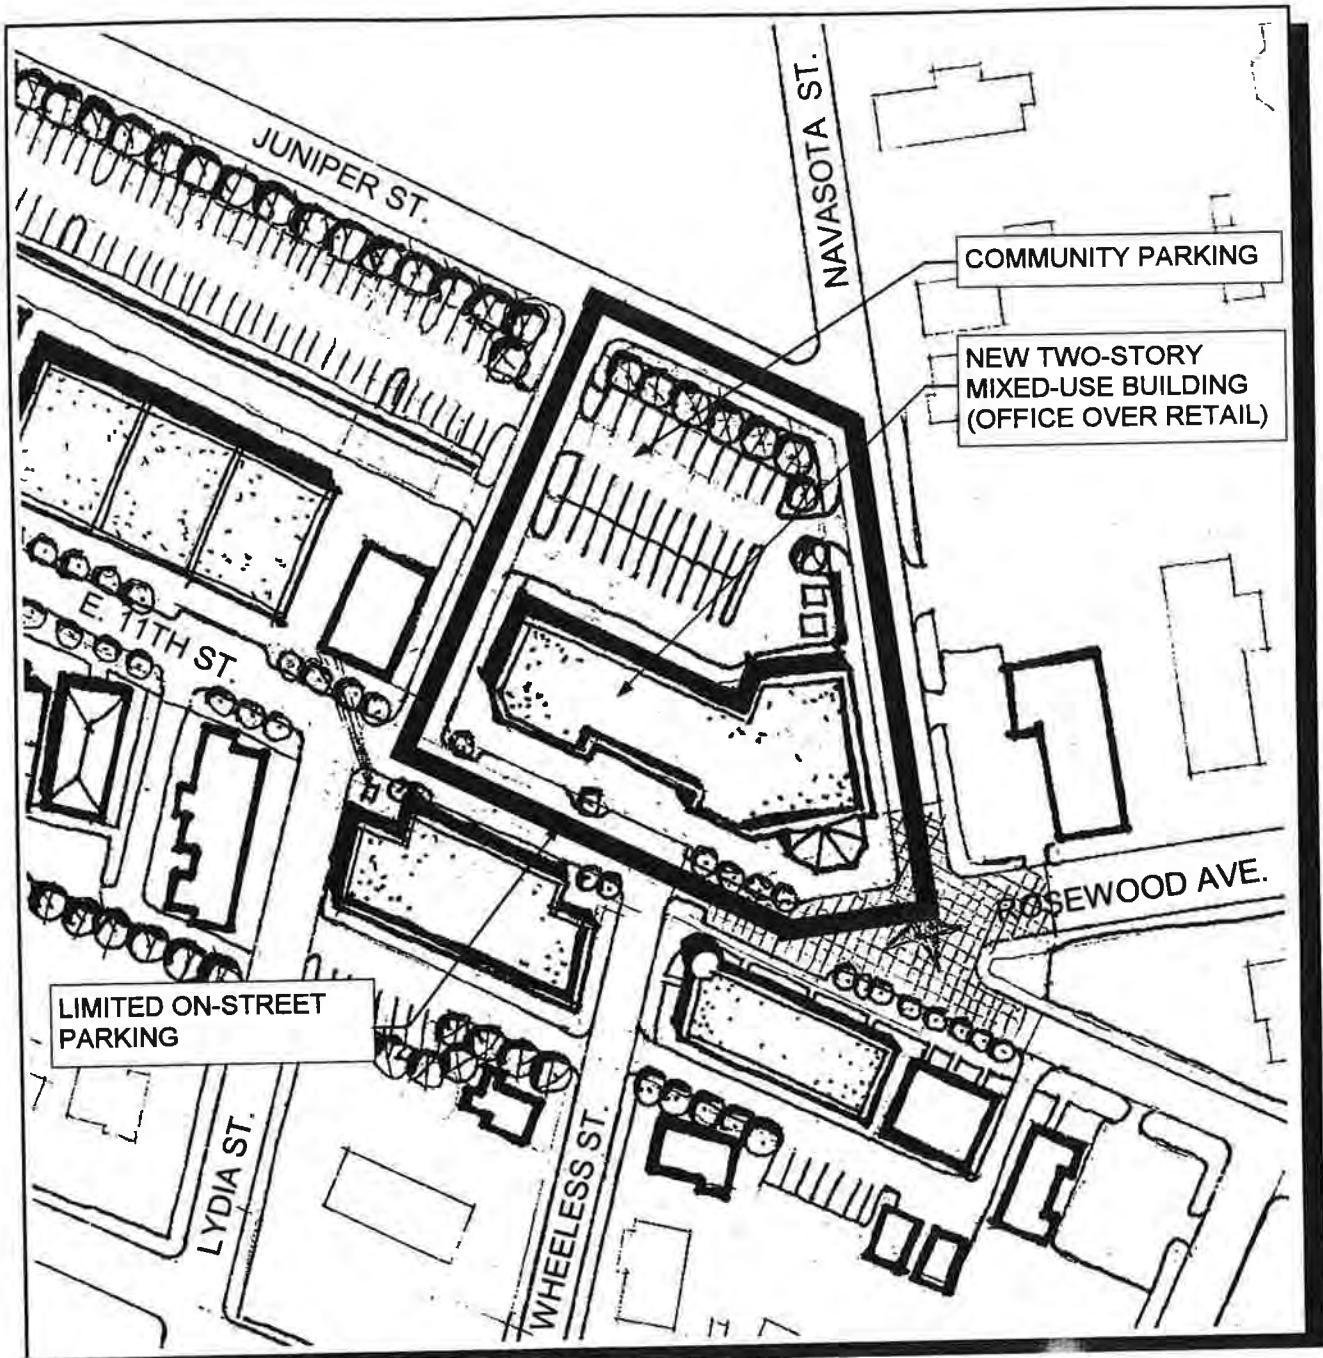 JUNIPER ST.
NAVASOTA ST.
COMMUNITY PARKING
NEW TWO-STORY
MIXED-USE BUILDING
(OFFICE OVER RETAIL)
E. 11TH ST.
ROSEWOOD AVE.
LIMITED ON-STREET
PARKING
LYDIA ST.
WHEELESS ST.